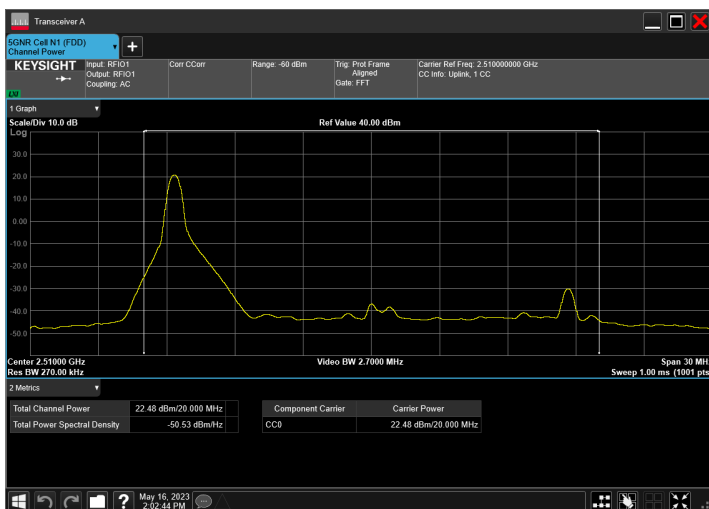 Transceiver A
5GNR Cell N1 (FDD)
Channel Power
KEYSIGHT
Input: RFIO1
Output: RFIO1
Coupling: AC
Corr CCorr
Range: -60 dBm
Trig: Prot Frame
Aligned
Gate: FFT
Carrier Ref Freq: 2.510000000 GHz
CC Info: Uplink, 1 CC
LXI
1 Graph
Scale/Div 10.0 dB
Ref Value 40.00 dBm
Log
30.0
20.0
10.0
0.00
-10.0
-20.0
-30.0
-40.0
-50.0
Center 2.51000 GHz
Video BW 2.7000 MHz
Span 30 MHz
Res BW 270.00 kHz
Sweep 1.00 ms (1001 pts
2 Metrics
Total Channel Power 22.48 dBm/20.000 MHz
Total Power Spectral Density -50.53 dBm/Hz
Component Carrier Carrier Power
CC0 22.48 dBm/20.000 MHz
May 16, 2023
2:02:44 PM